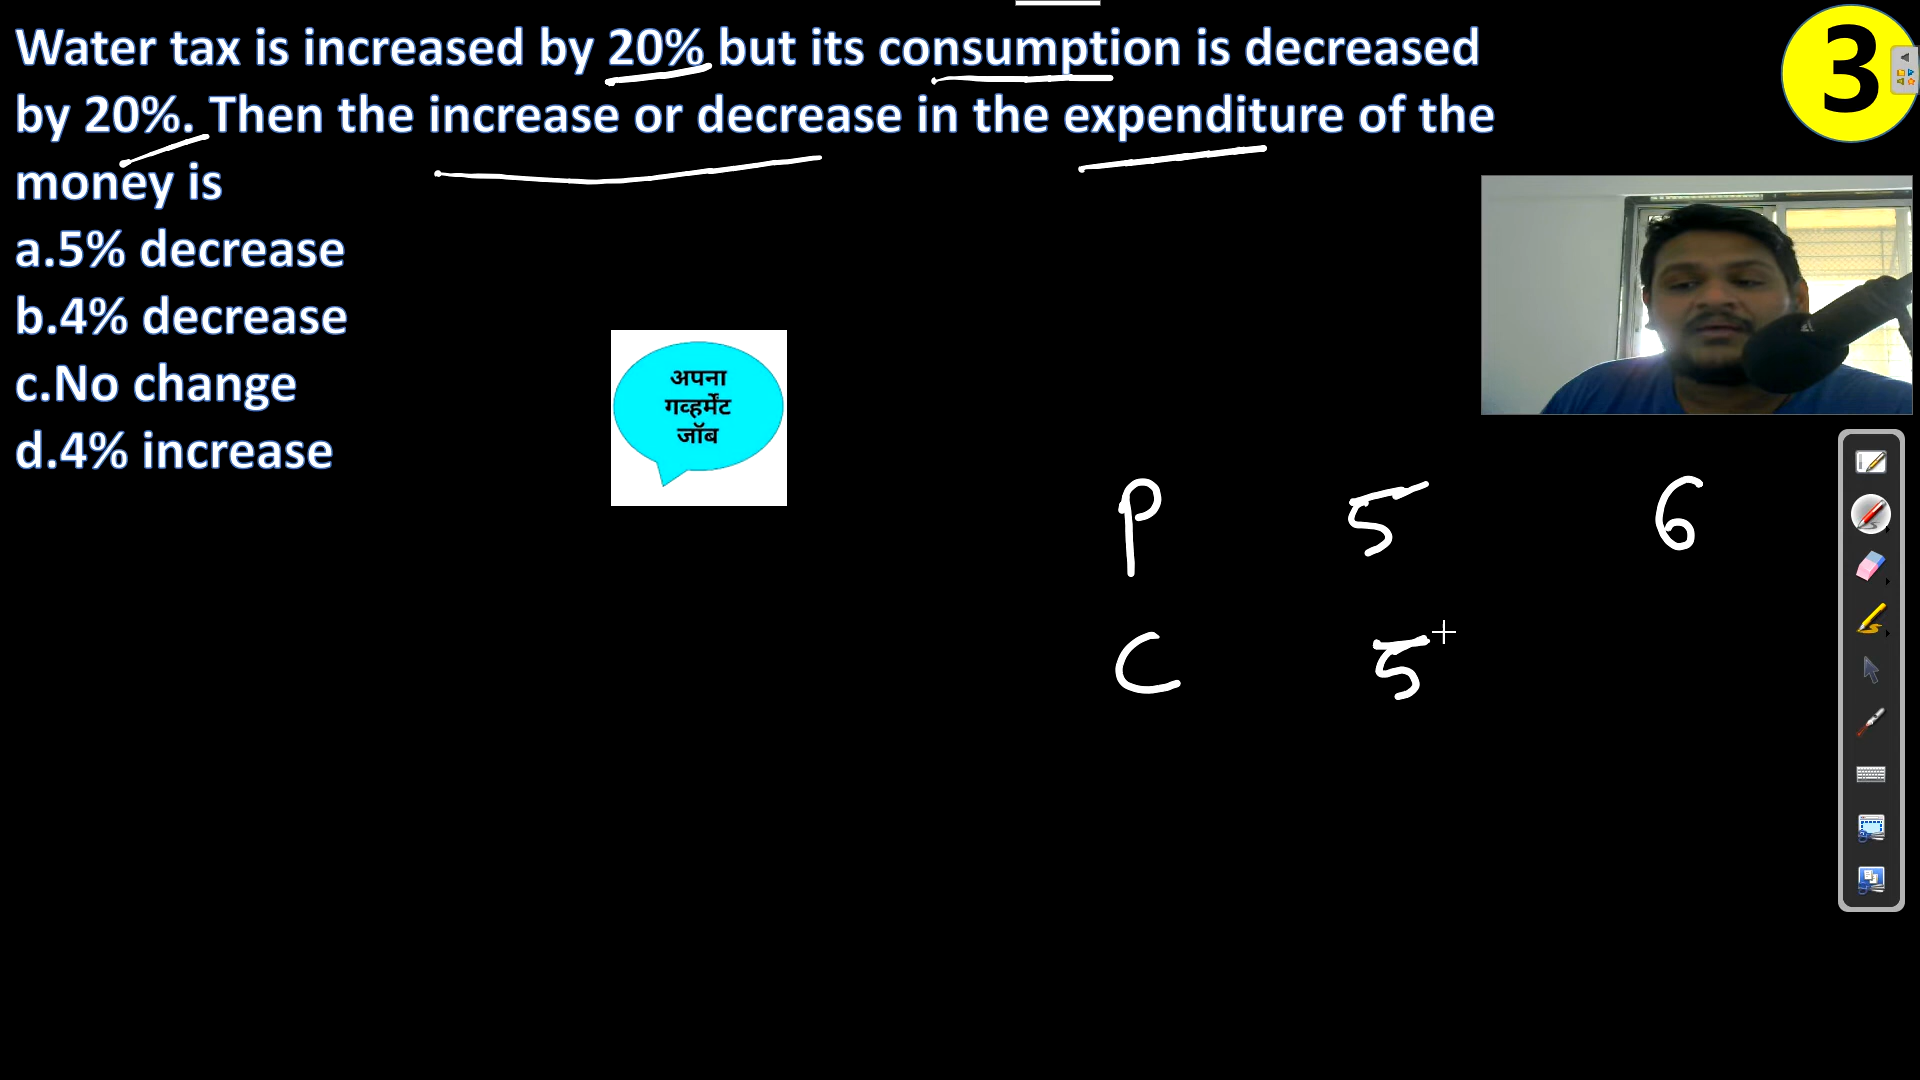 Water tax is increased by 20% but its consumption is decreased
by 20%. Then the increase or decrease in the expenditure of the
money is
a.5% decrease
b.4% decrease
c.No change
d.4% increase
3
अपना
गव्हर्मेंट
जॉब
P 5 6
C 5